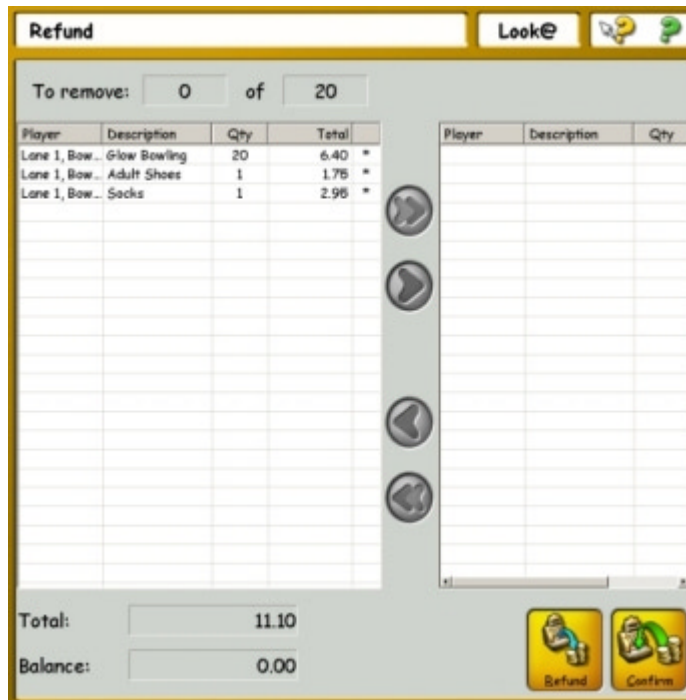 Refund Look@
To remove: 0 of 20
Player Description Qty Total
Lane 1, Bow... Glow Bowling 20 6.40 *
Lane 1, Bow... Adult Shoes 1 1.75 *
Lane 1, Bow... Socks 1 2.95 *
Player Description Qty
Total: 11.10
Balance: 0.00
Refund Confirm